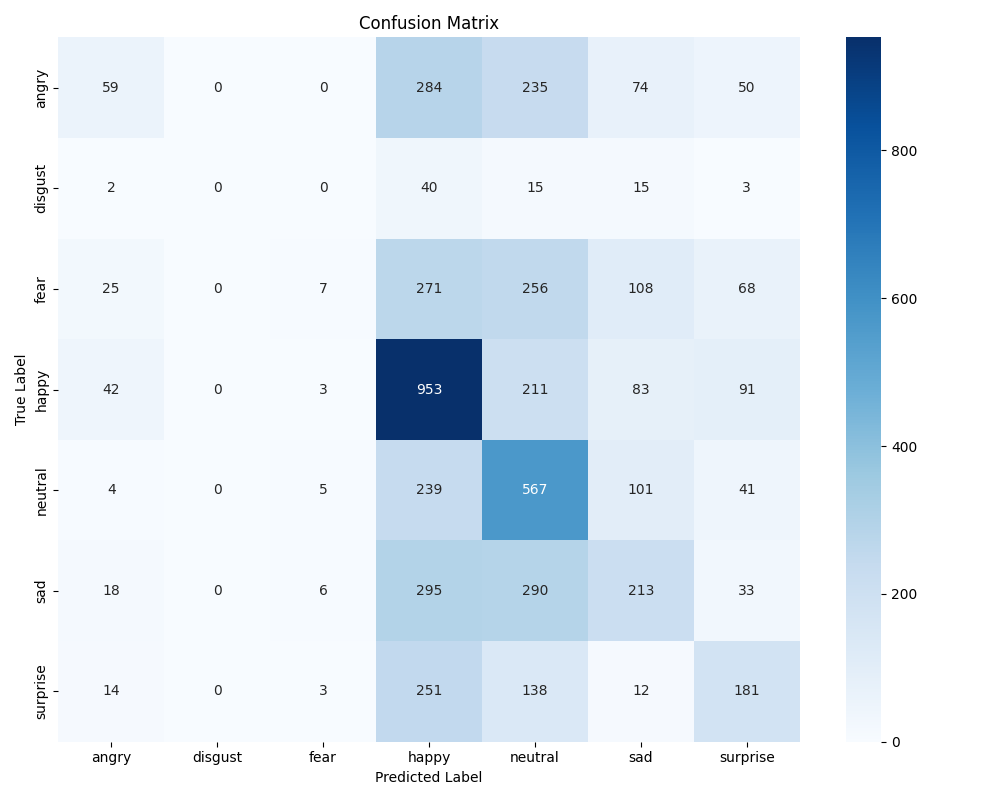 Confusion Matrix
angry 59 0 0 284 235 74 50
disgust 2 0 0 40 15 15 3
fear 25 0 7 271 256 108 68
happy 42 0 3 953 211 83 91
neutral 4 0 5 239 567 101 41
sad 18 0 6 295 290 213 33
surprise 14 0 3 251 138 12 181
angry disgust fear happy neutral sad surprise
Predicted Label
True Label
800
600
400
200
0